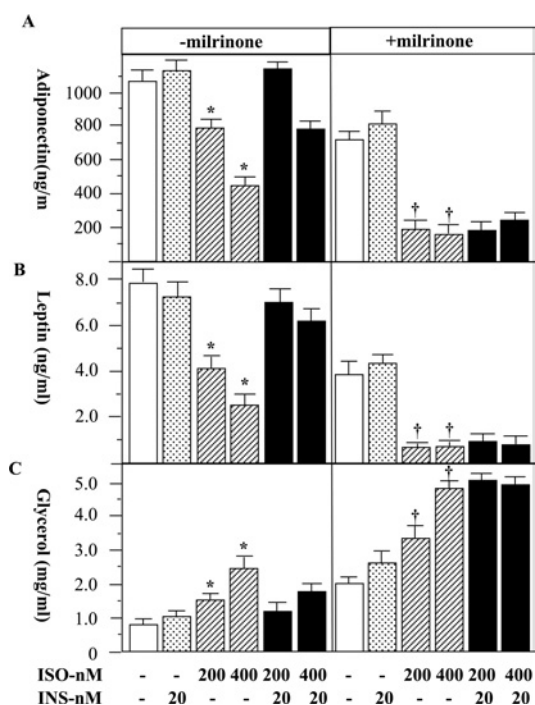 A
-milrinone +milrinone
Adiponectin(ng/m
1000
800
600
400
200
* * † †
B
Leptin (ng/ml)
8.0
6.0
4.0
2.0
* * † †
C
Glycerol (mg/ml)
5.0
4.0
3.0
2.0
1.0
0
* * † †
ISO-nM - - 200 400 200 400 - - 200 400 200 400
INS-nM - 20 - - 20 20 - 20 - - 20 20